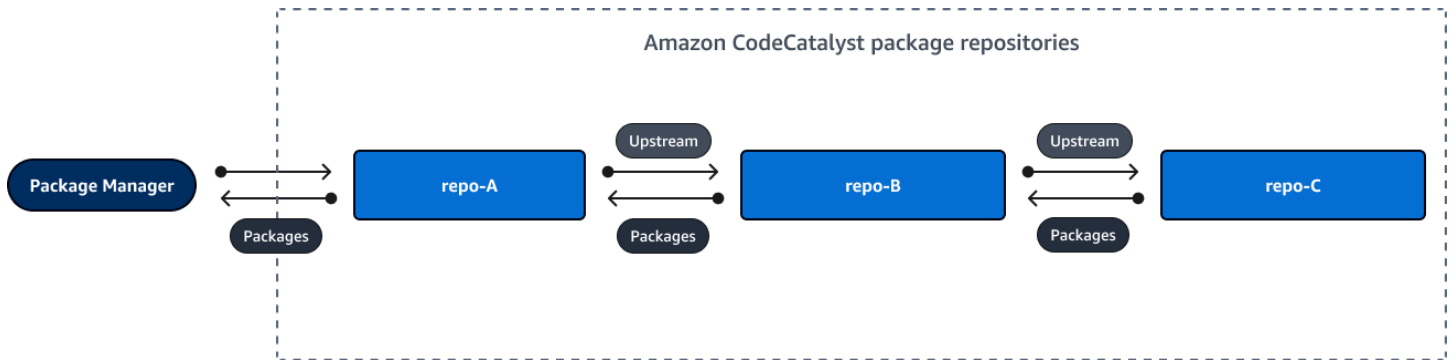 Amazon CodeCatalyst package repositories
Upstream
Upstream
Package Manager
repo-A
repo-B
repo-C
Packages
Packages
Packages